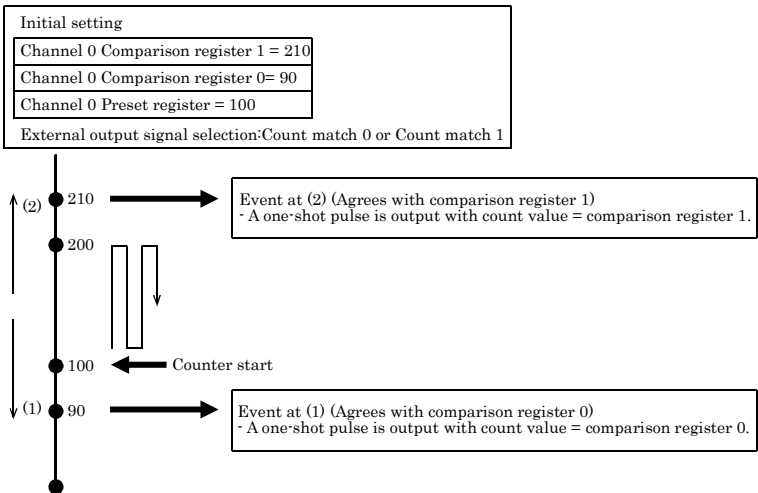 Initial setting
Channel 0 Comparison register 1 = 210
Channel 0 Comparison register 0= 90
Channel 0 Preset register = 100
External output signal selection:Count match 0 or Count match 1
(2)
210
Event at (2) (Agrees with comparison register 1)
- A one-shot pulse is output with count value = comparison register 1.
200
100
Counter start
(1)
90
Event at (1) (Agrees with comparison register 0)
- A one-shot pulse is output with count value = comparison register 0.